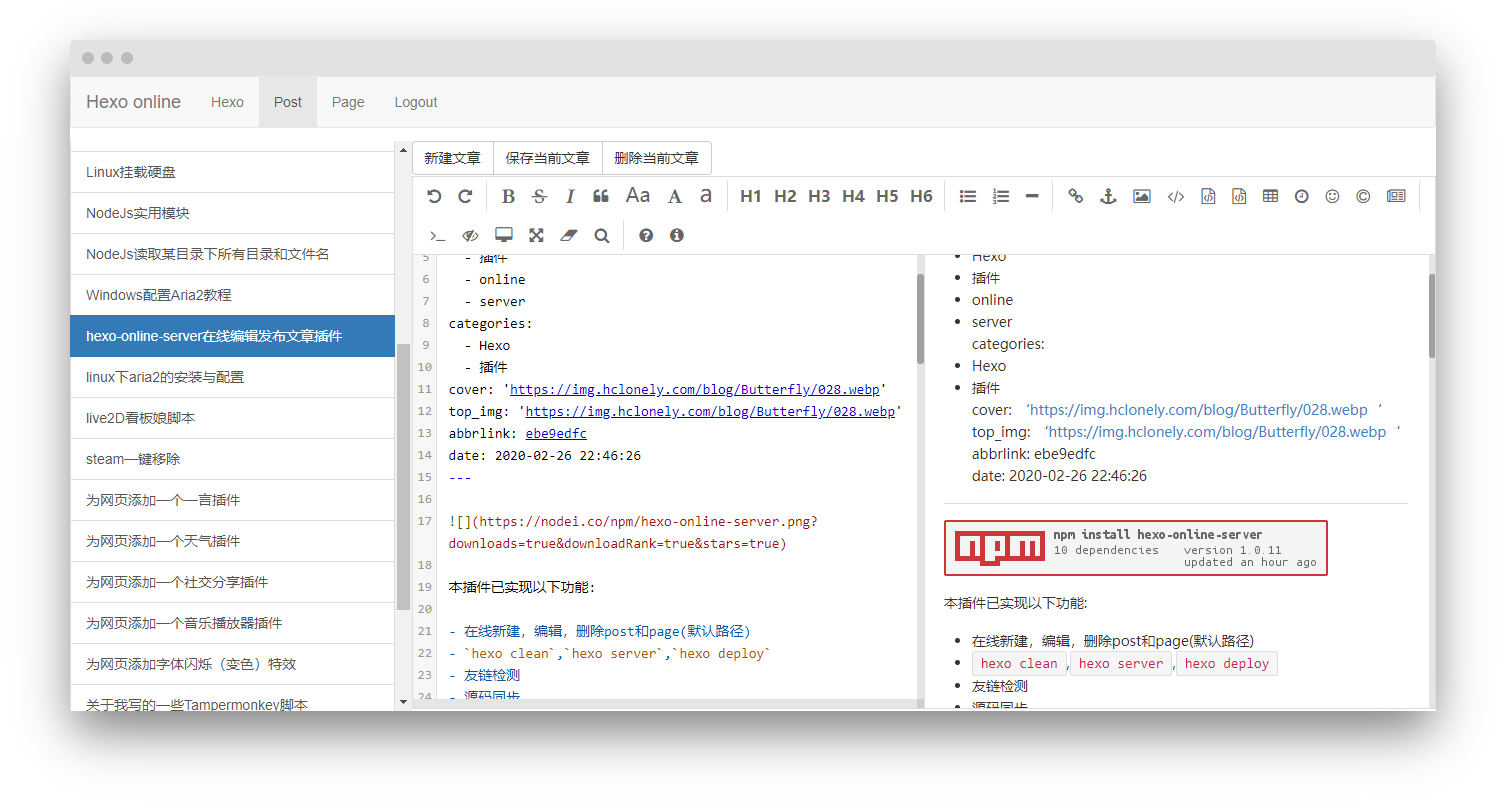 Hexo online Hexo Post Page Logout
Linux挂载硬盘
NodeJs实用模块
NodeJs读取某目录下所有目录和文件名
Windows配置Aria2教程
hexo-online-server在线编辑发布文章插件
linux下aria2的安装与配置
live2D看板娘脚本
steam一键移除
为网页添加一个一言插件
为网页添加一个天气插件
为网页添加一个社交分享插件
为网页添加一个音乐播放器插件
为网页添加字体闪烁（变色）特效
关于我写的一些Tampermonkey脚本
新建文章 保存当前文章 删除当前文章
B S I Aa A a H1 H2 H3 H4 H5 H6
5 - 插件
6 - online
7 - server
8 categories:
9 - Hexo
10 - 插件
11 cover: 'https://img.hclonely.com/blog/Butterfly/028.webp'
12 top_img: 'https://img.hclonely.com/blog/Butterfly/028.webp'
13 abbrlink: ebe9edfc
14 date: 2020-02-26 22:46:26
15 ---
16
17 ![](https://nodei.co/npm/hexo-online-server.png?
downloads=true&downloadRank=true&stars=true)
18
19 本插件已实现以下功能:
20
21 - 在线新建，编辑，删除post和page(默认路径)
22 - `hexo clean`,`hexo server`,`hexo deploy`
23 - 友链检测
24 - 源码同步
Hexo
插件
online
server
categories:
Hexo
插件
cover: ‘https://img.hclonely.com/blog/Butterfly/028.webp ‘
top_img: ‘https://img.hclonely.com/blog/Butterfly/028.webp ‘
abbrlink: ebe9edfc
date: 2020-02-26 22:46:26
npm
npm install hexo-online-server
10 dependencies version 1.0.11
updated an hour ago
本插件已实现以下功能:
在线新建，编辑，删除post和page(默认路径)
hexo clean,hexo server,hexo deploy
友链检测
源码同步